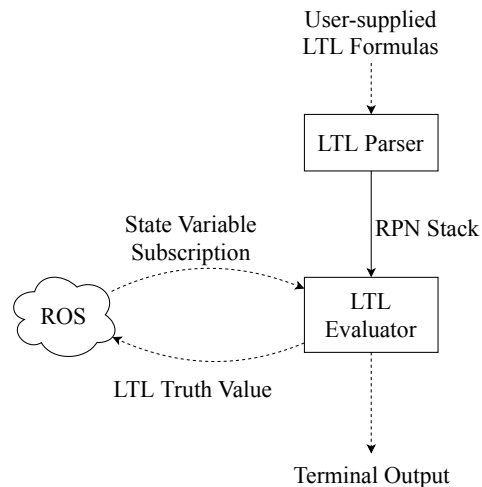 User-supplied
LTL Formulas
LTL Parser
RPN Stack
State Variable
Subscription
ROS
LTL
Evaluator
LTL Truth Value
Terminal Output